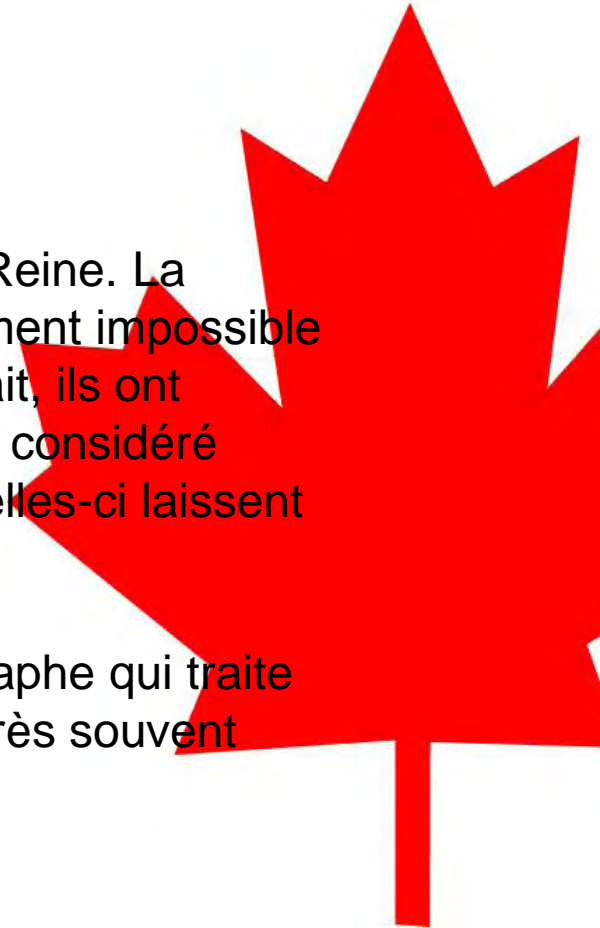 Reine. La
ment impossible
ait, ils ont
considéré
elles-ci laissent
aphe qui traite
rès souvent